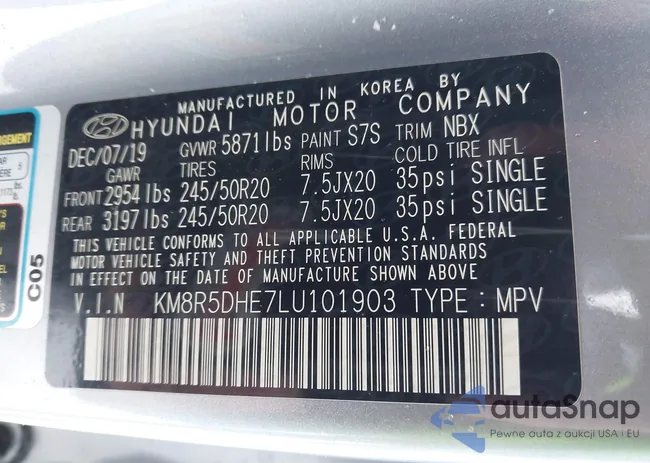 MANUFACTURED IN KOREA BY
HYUNDAI MOTOR COMPANY
DEC/07/19 GVWR 5871lbs PAINT S7S TRIM NBX
GAWR TIRES RIMS COLD TIRE INFL
FRONT 2954lbs 245/50R20 7.5JX20 35psi SINGLE
REAR 3197lbs 245/50R20 7.5JX20 35psi SINGLE
THIS VEHICLE CONFORMS TO ALL APPLICABLE U.S.A. FEDERAL
MOTOR VEHICLE SAFETY AND THEFT PREVENTION STANDARDS
IN EFFECT ON THE DATE OF MANUFACTURE SHOWN ABOVE
V.I.N KM8R5DHE7LU101903 TYPE : MPV
C05
autaSnap
Pewne auta z aukcji USA i EU